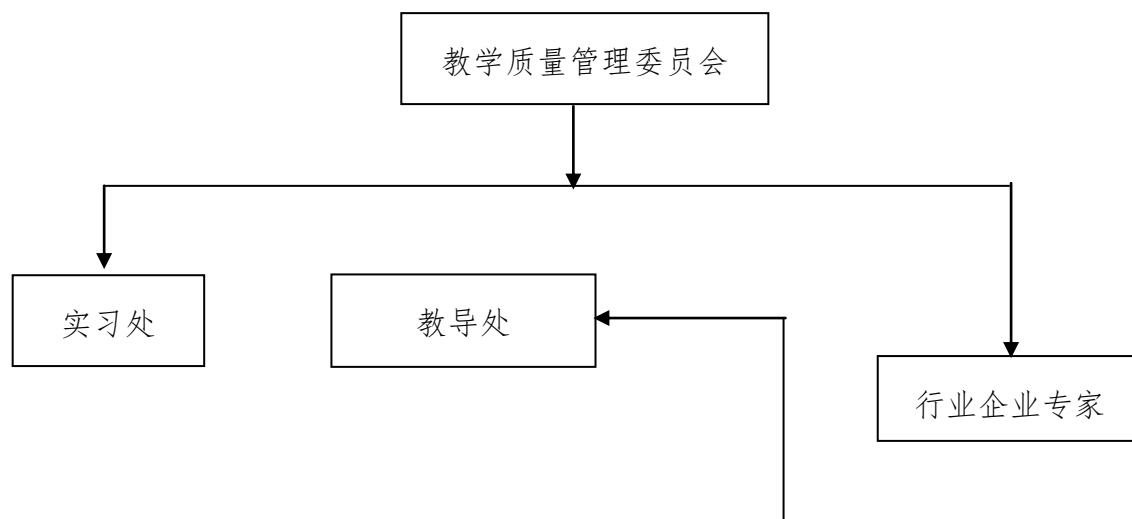 教学质量管理委员会
实习处
教导处
行业企业专家